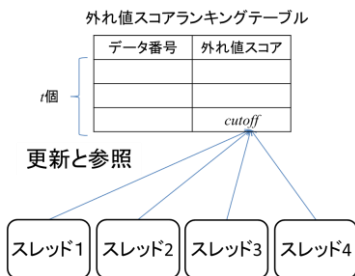 外れ値スコアランキングテーブル
データ番号 外れ値スコア
t個
cutoff
更新と参照
スレッド1 スレッド2 スレッド3 スレッド4